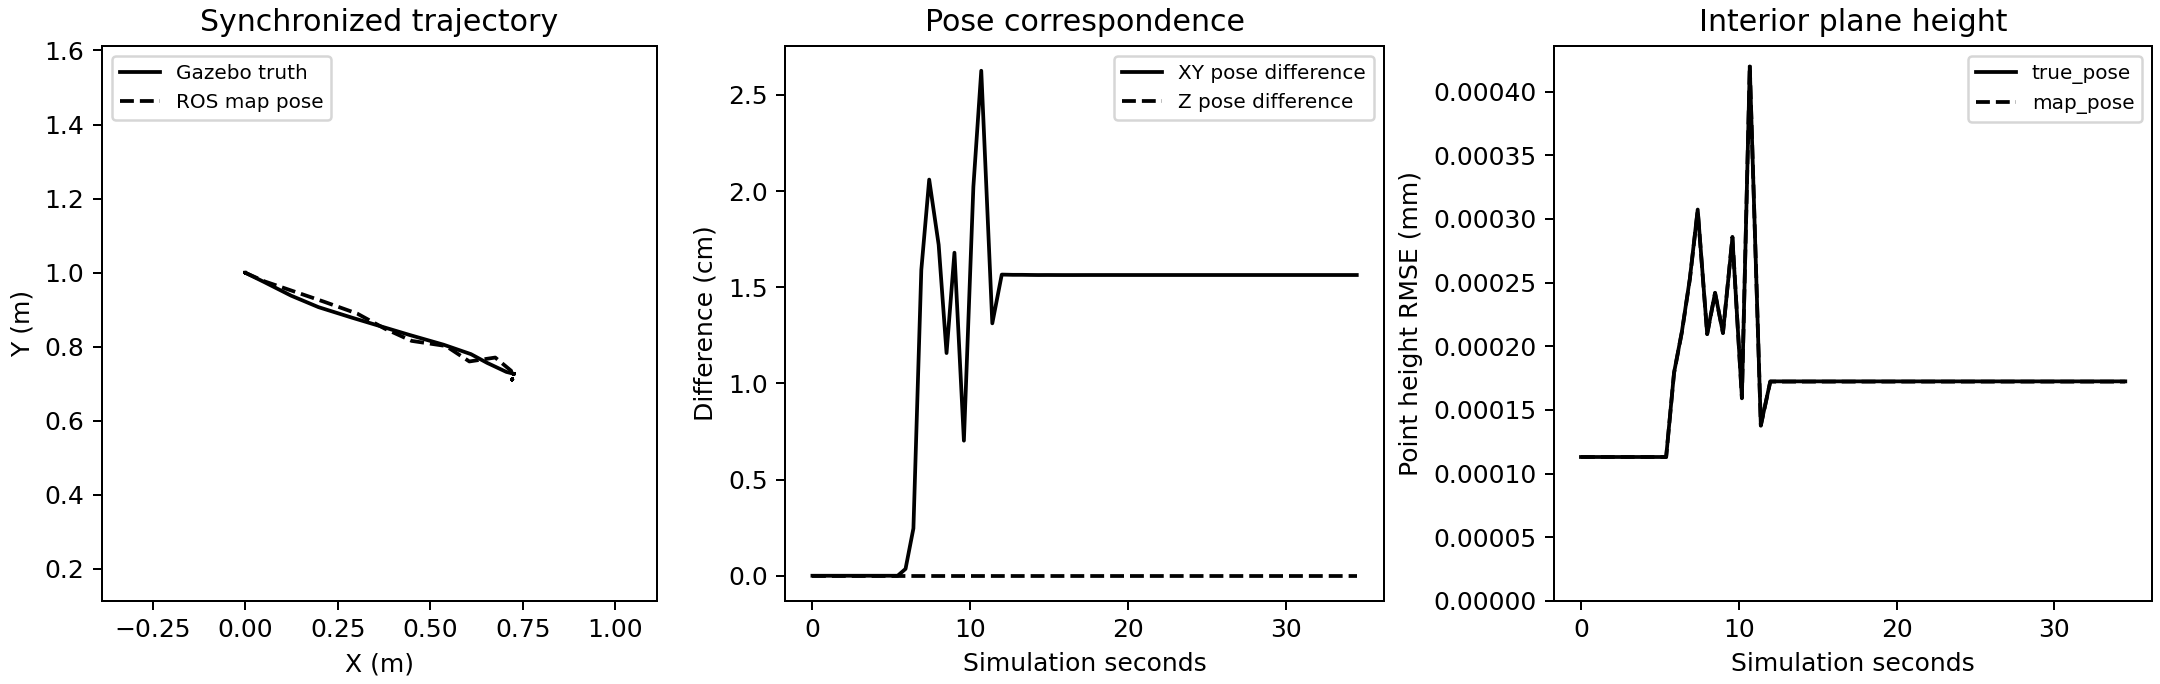 Synchronized trajectory
Gazebo truth
ROS map pose
1.6
1.4
1.2
1.0
0.8
0.6
0.4
0.2
Y (m)
−0.25 0.00 0.25 0.50 0.75 1.00
X (m)
Pose correspondence
XY pose difference
Z pose difference
2.5
2.0
1.5
1.0
0.5
0.0
Difference (cm)
0 10 20 30
Simulation seconds
Interior plane height
true_pose
map_pose
0.00040
0.00035
0.00030
0.00025
0.00020
0.00015
0.00010
0.00005
0.00000
Point height RMSE (mm)
0 10 20 30
Simulation seconds